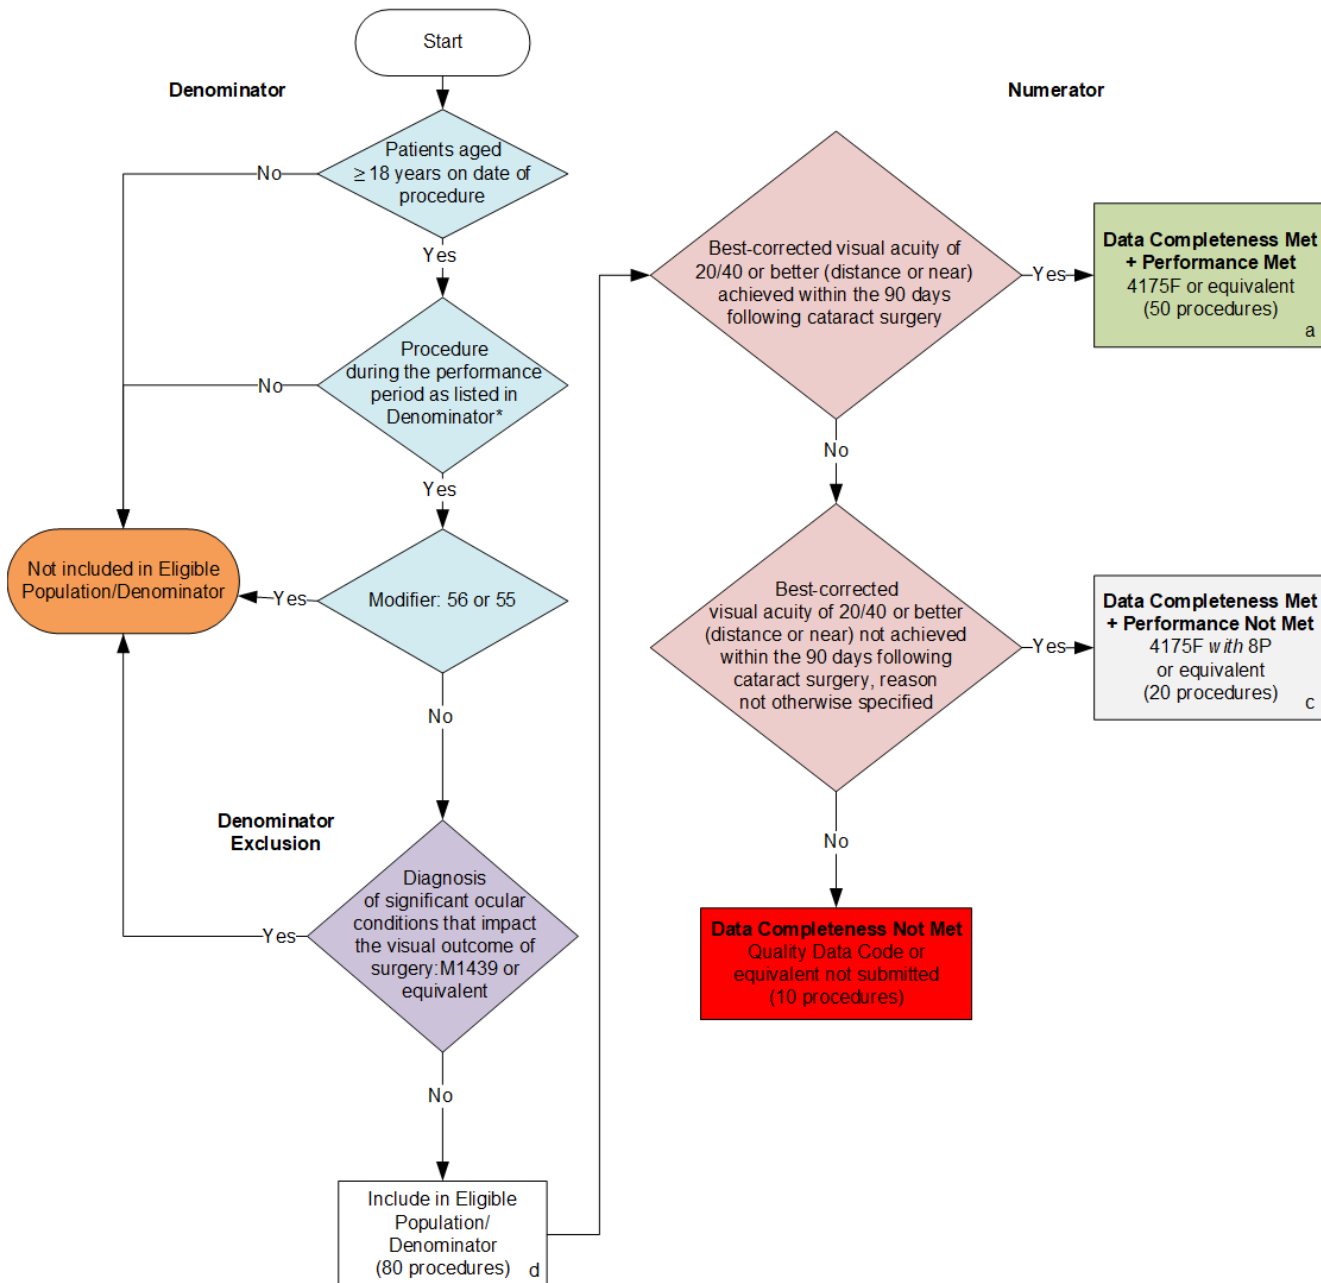 Start
Denominator
Numerator
Patients aged
≥ 18 years on date of
procedure
No
Yes
Procedure
during the performance
period as listed in
Denominator*
No
Yes
Modifier: 56 or 55
Yes
Not included in Eligible
Population/Denominator
No
Denominator
Exclusion
Diagnosis
of significant ocular
conditions that impact
the visual outcome of
surgery:M1439 or
equivalent
Yes
No
Include in Eligible
Population/
Denominator
(80 procedures)
d
Best-corrected visual acuity of
20/40 or better (distance or near)
achieved within the 90 days
following cataract surgery
Yes
Data Completeness Met
+ Performance Met
4175F or equivalent
(50 procedures)
a
No
Best-corrected
visual acuity of 20/40 or better
(distance or near) not achieved
within the 90 days following
cataract surgery, reason
not otherwise specified
Yes
Data Completeness Met
+ Performance Not Met
4175F with 8P
or equivalent
(20 procedures)
c
No
Data Completeness Not Met
Quality Data Code or
equivalent not submitted
(10 procedures)